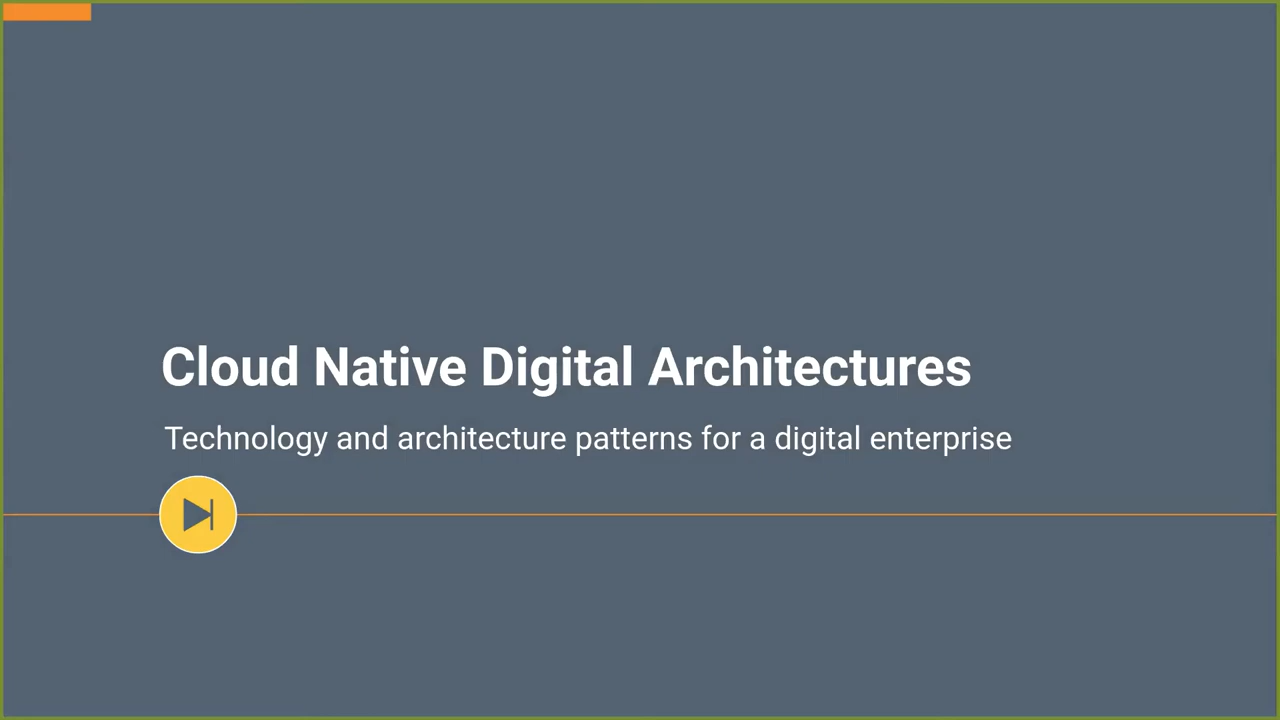 Cloud Native Digital Architectures
Technology and architecture patterns for a digital enterprise